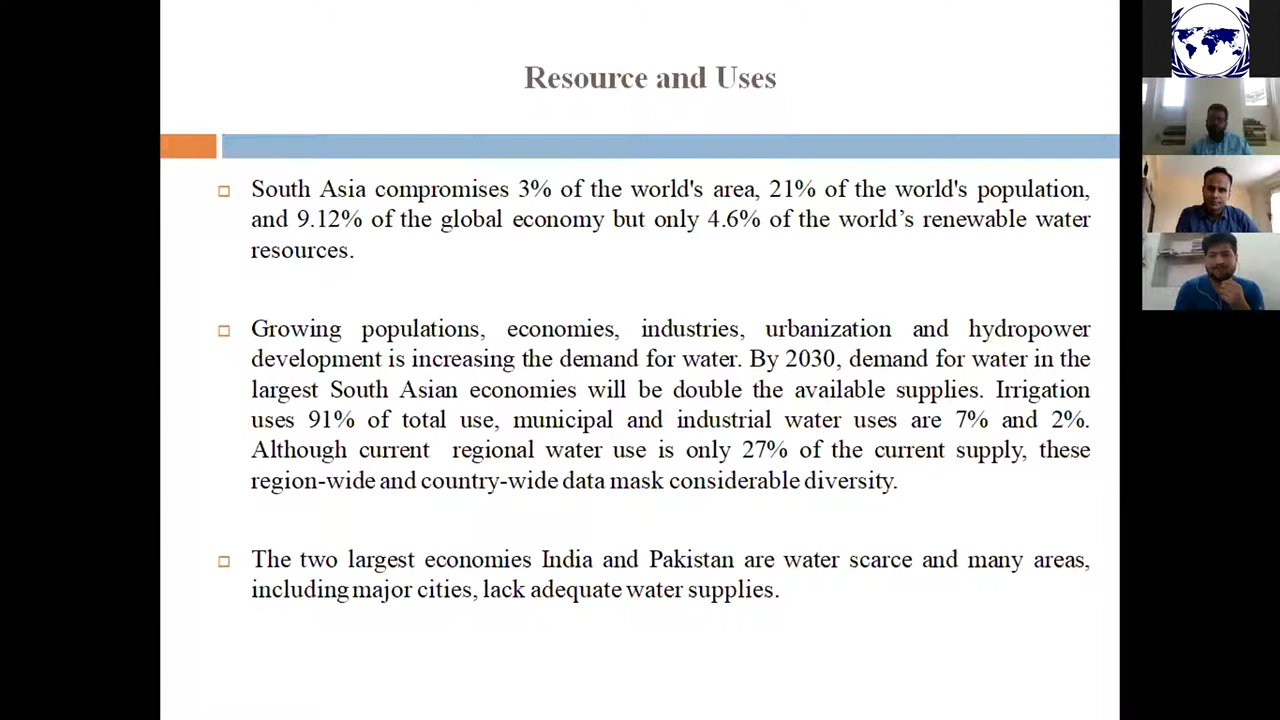 Resource and Uses
South Asia compromises 3% of the world's area, 21% of the world's population,
and 9.12% of the global economy but only 4.6% of the world’s renewable water
resources.
Growing populations, economies, industries, urbanization and hydropower
development is increasing the demand for water. By 2030, demand for water in the
largest South Asian economies will be double the available supplies. Irrigation
uses 91% of total use, municipal and industrial water uses are 7% and 2%.
Although current regional water use is only 27% of the current supply, these
region-wide and country-wide data mask considerable diversity.
The two largest economies India and Pakistan are water scarce and many areas,
including major cities, lack adequate water supplies.